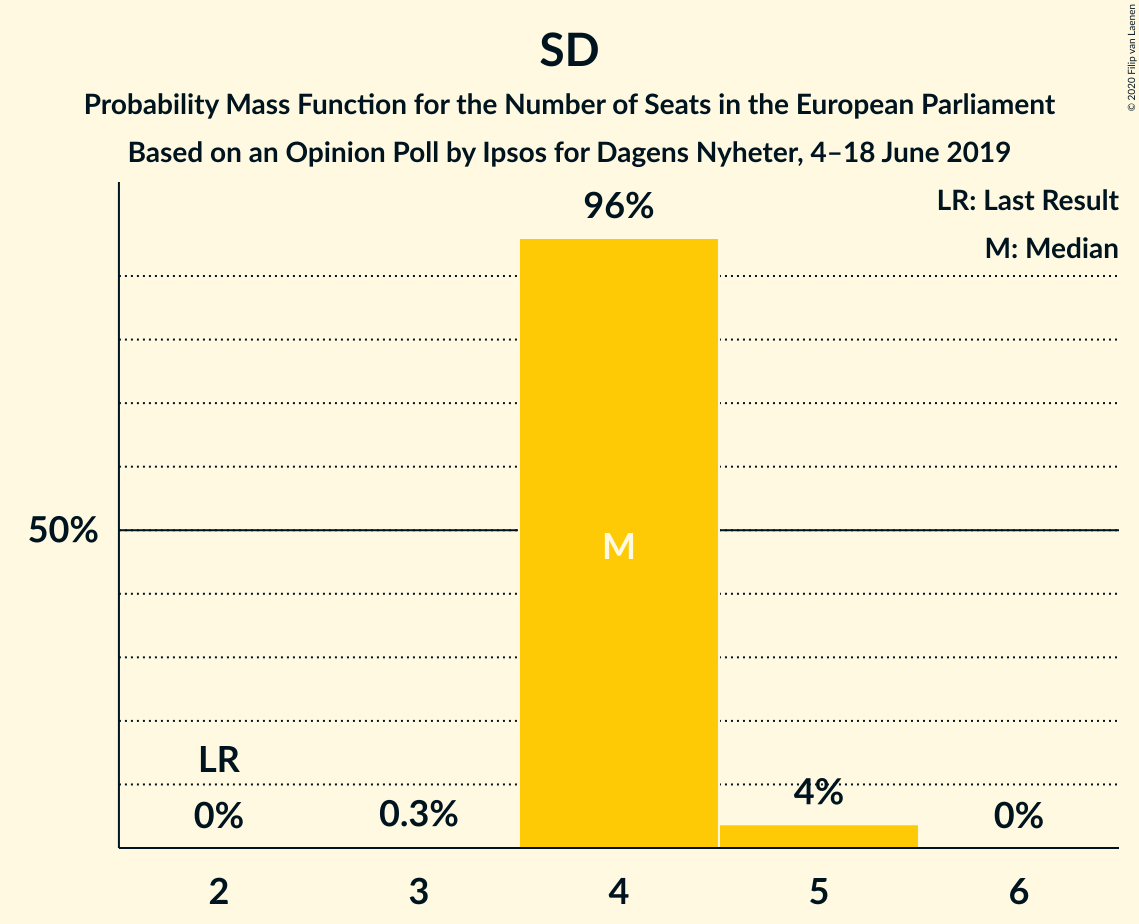 SD
Probability Mass Function for the Number of Seats in the European Parliament
Based on an Opinion Poll by Ipsos for Dagens Nyheter, 4–18 June 2019
© 2020 Filip van Laenen
LR: Last Result
M: Median
96%
50%
M
LR
0%
0.3%
4%
0%
2
3
4
5
6